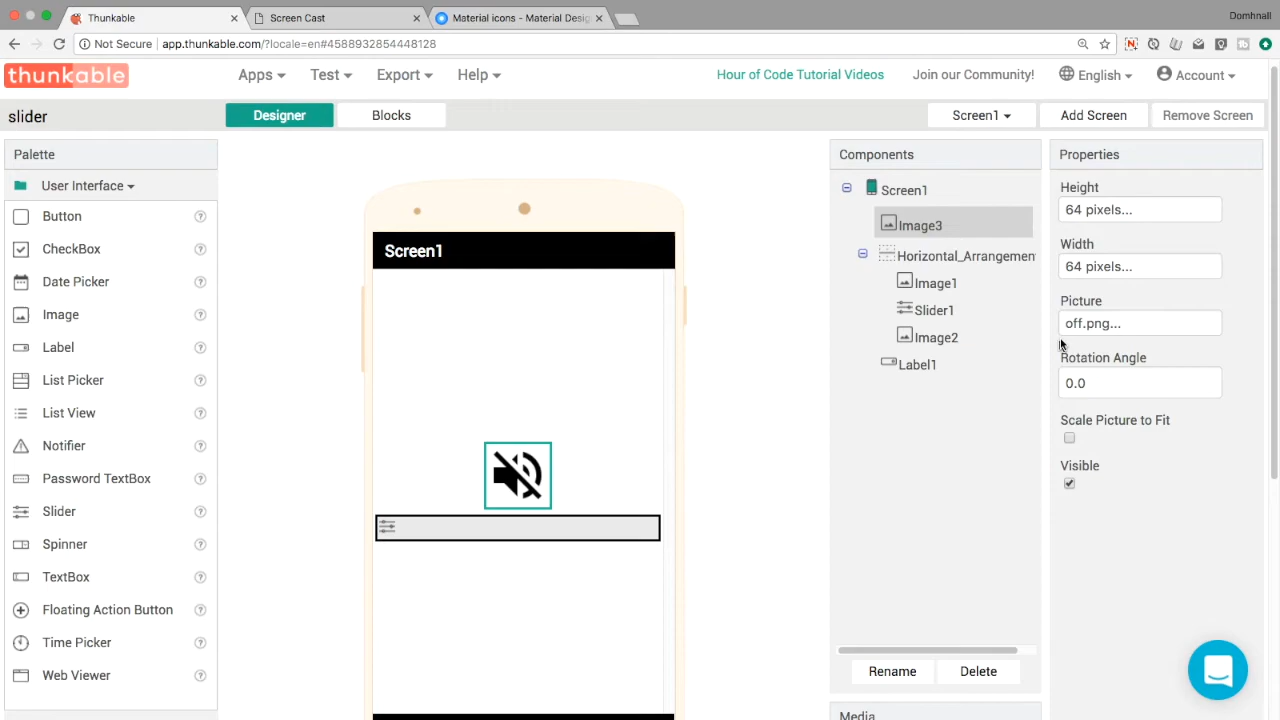 Thunkable
Screen Cast
Material icons - Material Desig
Domhnall
Not Secure
app.thunkable.com/?locale=en#4588932854448128
thunkable
Apps
Test
Export
Help
Hour of Code Tutorial Videos
Join our Community!
English
Account
slider
Designer
Blocks
Screen1
Add Screen
Remove Screen
Palette
User Interface
Button
CheckBox
Date Picker
Image
Label
List Picker
List View
Notifier
Password TextBox
Slider
Spinner
TextBox
Floating Action Button
Time Picker
Web Viewer
Screen1
Components
Screen1
Image3
Horizontal_Arrangemen
Image1
Slider1
Image2
Label1
Rename
Delete
Media
Properties
Height
64 pixels...
Width
64 pixels...
Picture
off.png...
Rotation Angle
0.0
Scale Picture to Fit
Visible